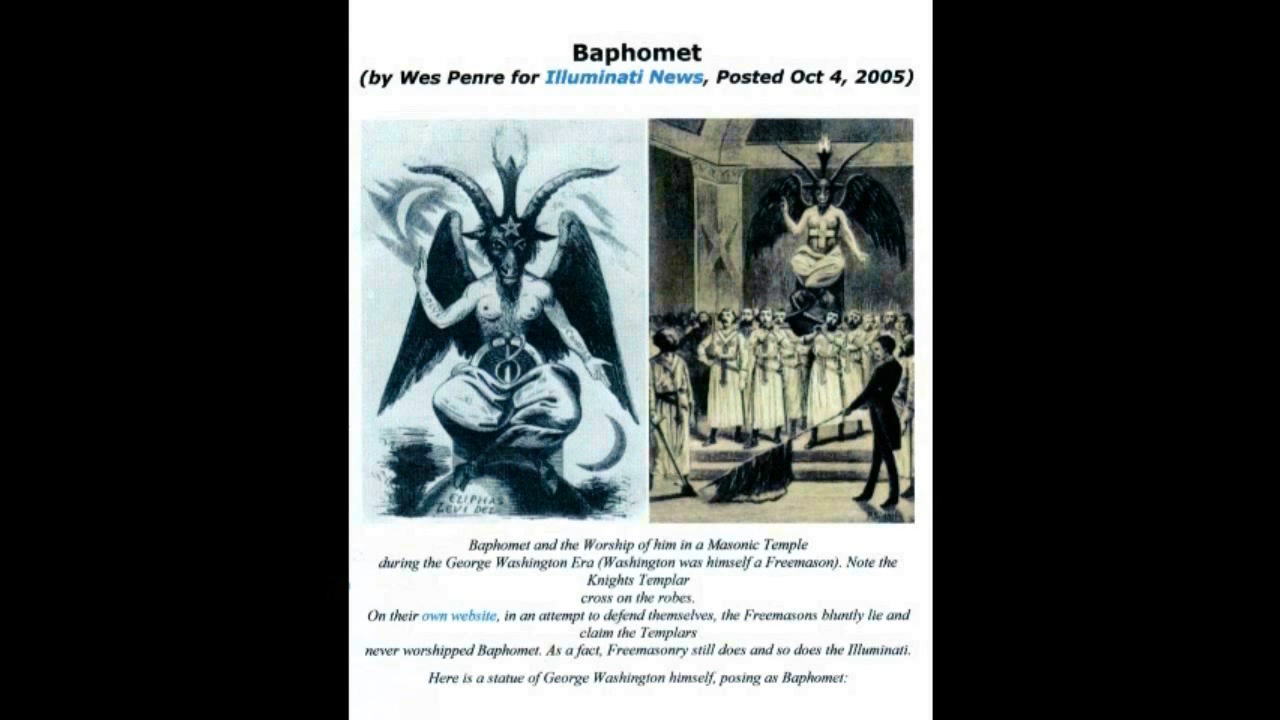 Baphomet
(by Wes Penre for Illuminati News, Posted Oct 4, 2005)
ELIPHAS
LEVI DEL
Baphomet and the Worship of him in a Masonic Temple
during the George Washington Era (Washington was himself a Freemason). Note the
Knights Templar
cross on the robes.
On their own website, in an attempt to defend themselves, the Freemasons bluntly lie and
claim the Templars
never worshipped Baphomet. As a fact, Freemasonry still does and so does the Illuminati.
Here is a statue of George Washington himself, posing as Baphomet: